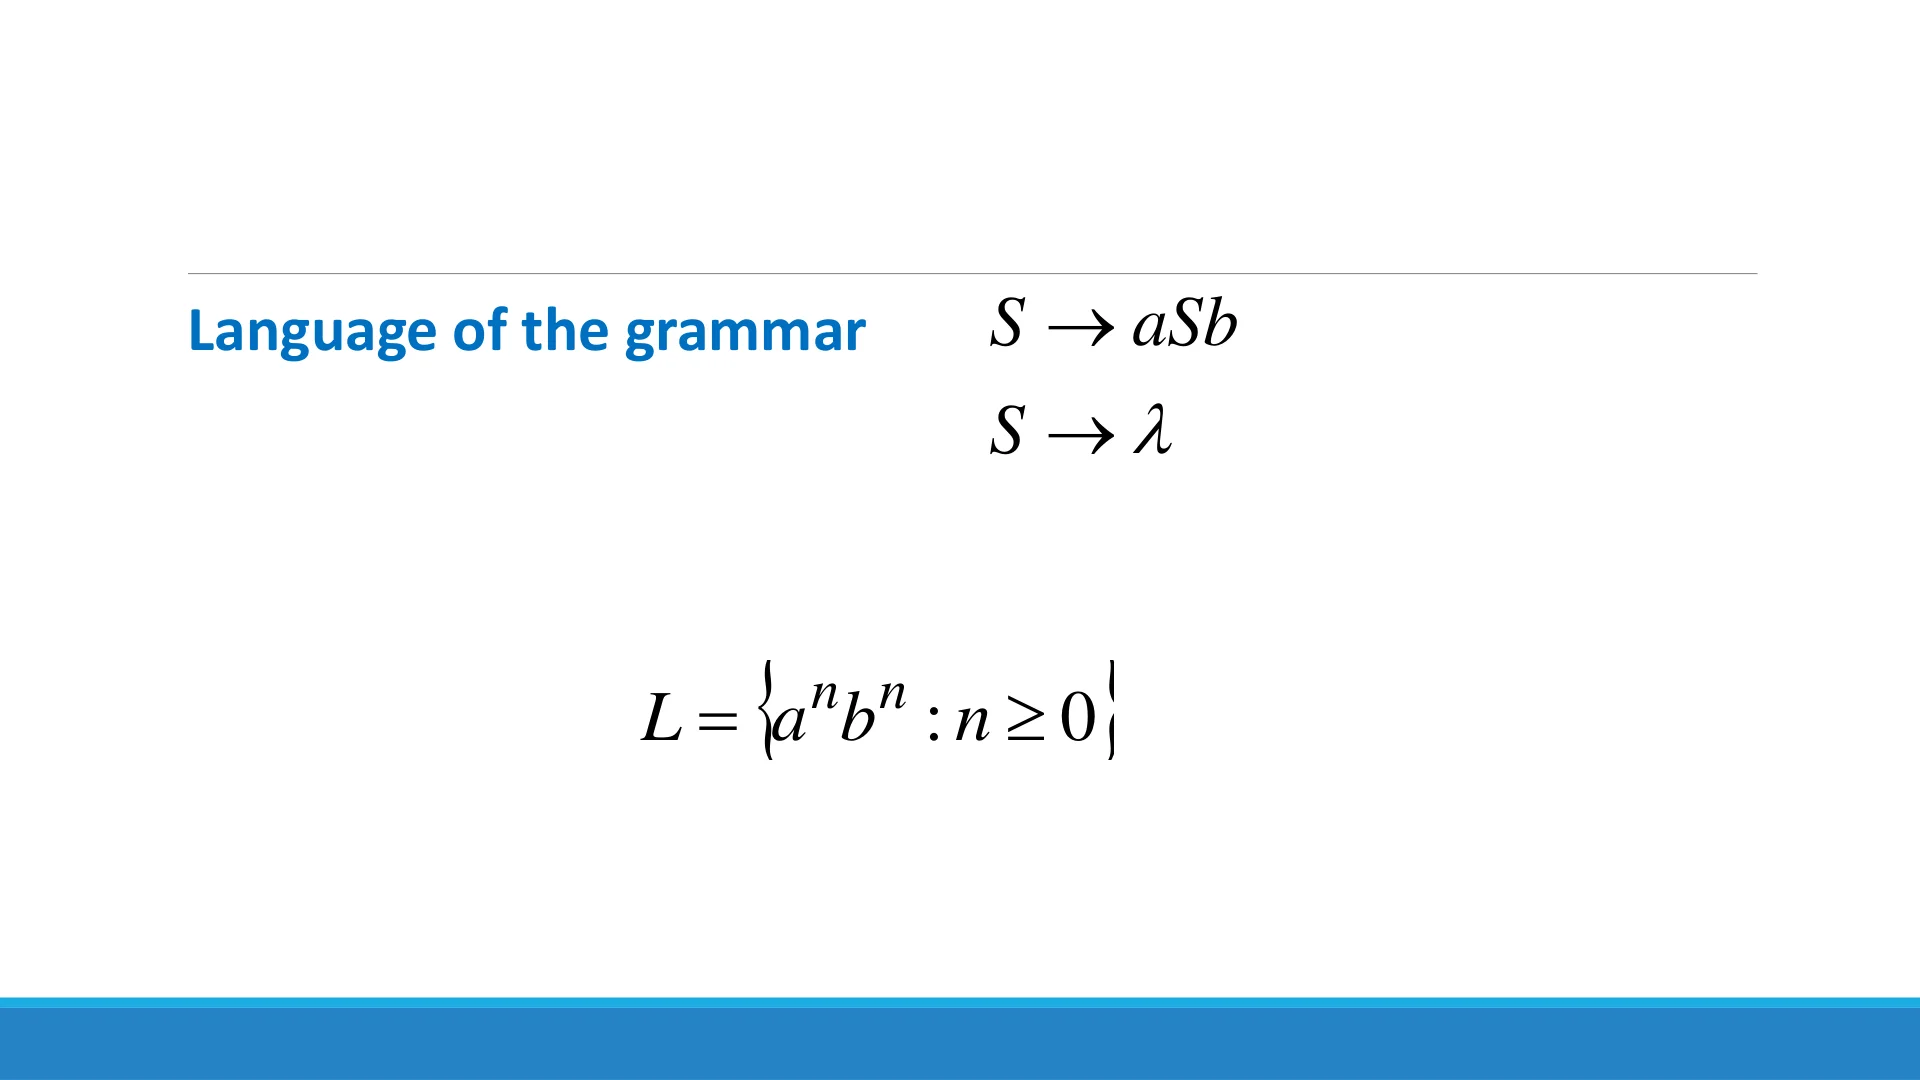 Language of the grammar S → aSb
S → λ
L = {aⁿbⁿ : n ≥ 0}